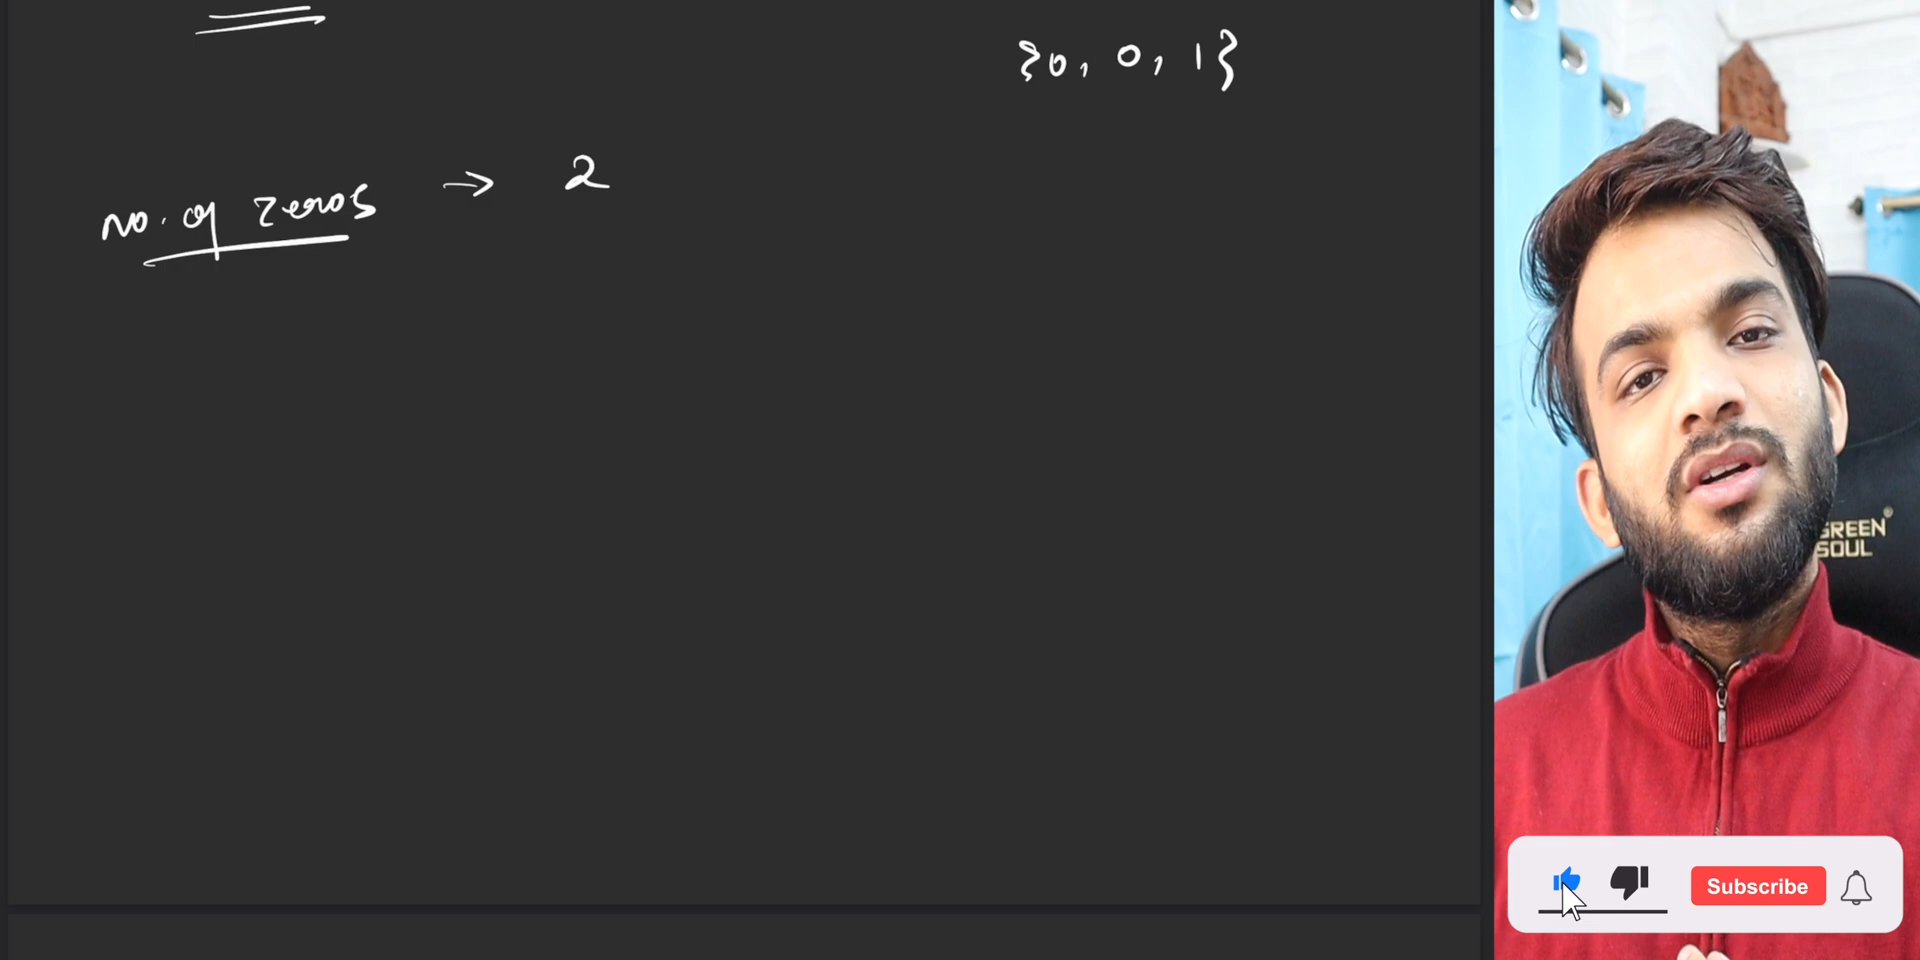 {0, 0, 1}
no. of zeros → 2
GREEN
SOUL
Subscribe